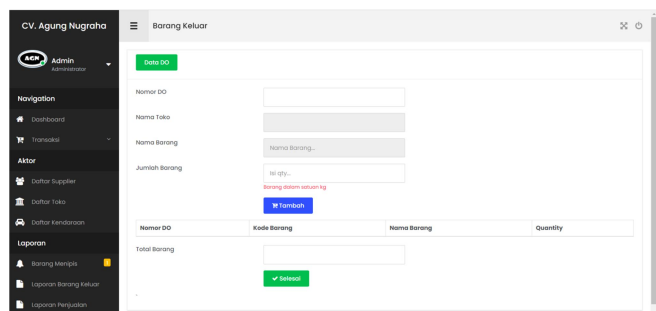 CV. Agung Nugraha
Barang Keluar
AGN
Admin
Administrator
Data DO
Navigation
Dashboard
Transaksi
Aktor
Daftar Supplier
Daftar Toko
Daftar Kendaraan
Laporan
Barang Menipis
Laporan Barang Keluar
Laporan Penjualan
Nomor DO
Nama Toko
Nama Barang
Nama Barang...
Jumlah Barang
Isi qty...
Barang dalam satuan kg
Tambah
Nomor DO Kode Barang Nama Barang Quantity
Total Barang
Selesai